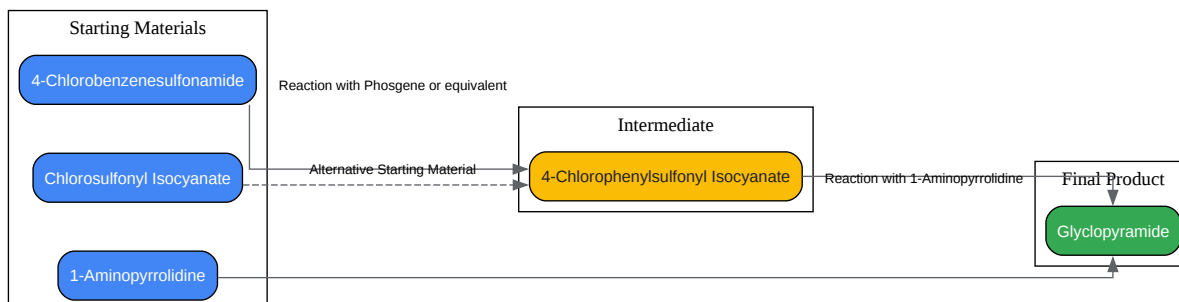 Starting Materials
4-Chlorobenzenesulfonamide
Reaction with Phosgene or equivalent
Intermediate
Chlorosulfonyl Isocyanate
Alternative Starting Material
4-Chlorophenylsulfonyl Isocyanate
Reaction with 1-Aminopyrrolidine
Final Product
Glyclopyramide
1-Aminopyrrolidine